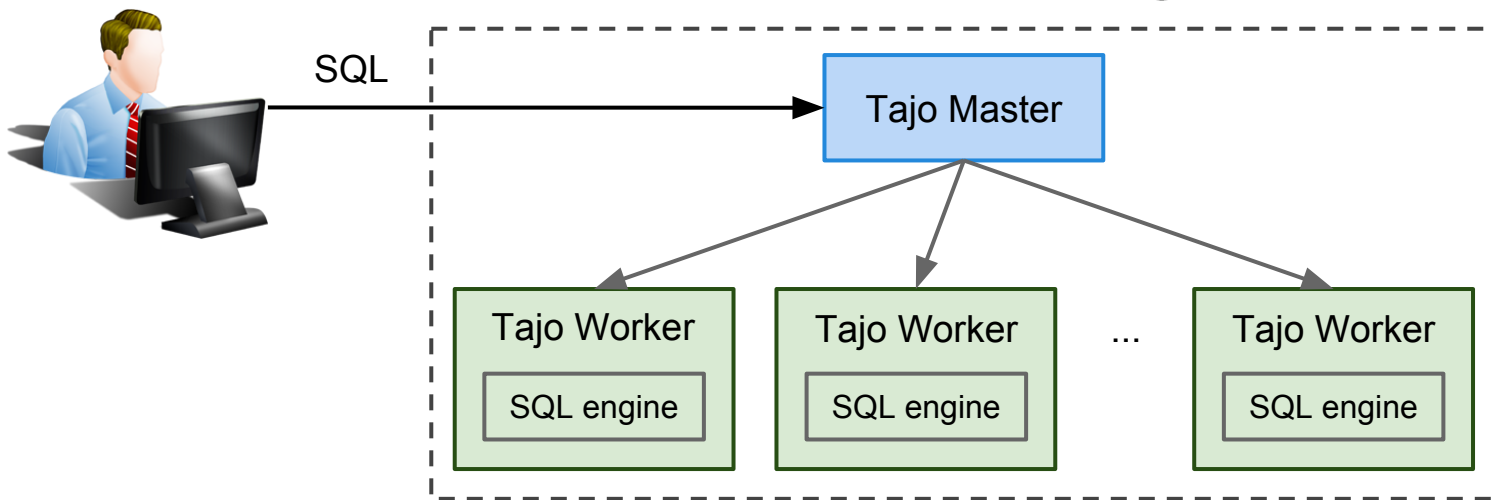 SQL
Tajo Master
Tajo Worker
Tajo Worker
...
Tajo Worker
SQL engine
SQL engine
SQL engine